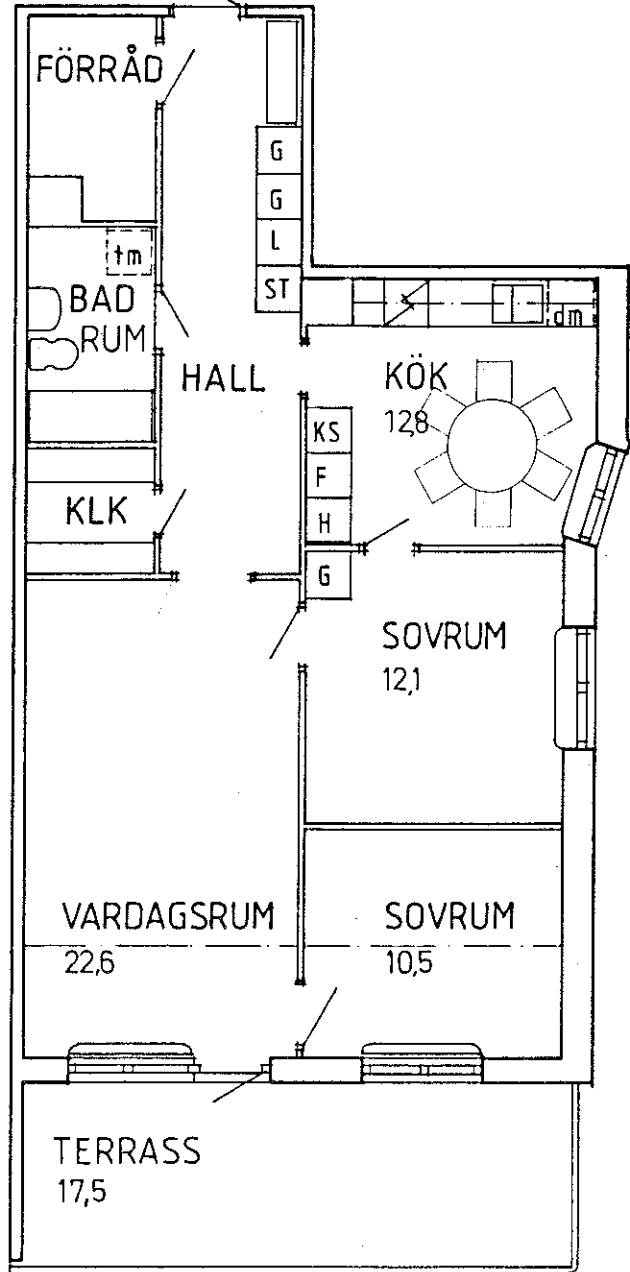 FÖRRÅD
G
G
L
ST
tm
BAD
RUM
dm
HALL
KÖK
12,8
KS
F
H
KLK
G
SOVRUM
12,1
VARDAGSRUM
22,6
SOVRUM
10,5
TERRASS
17,5